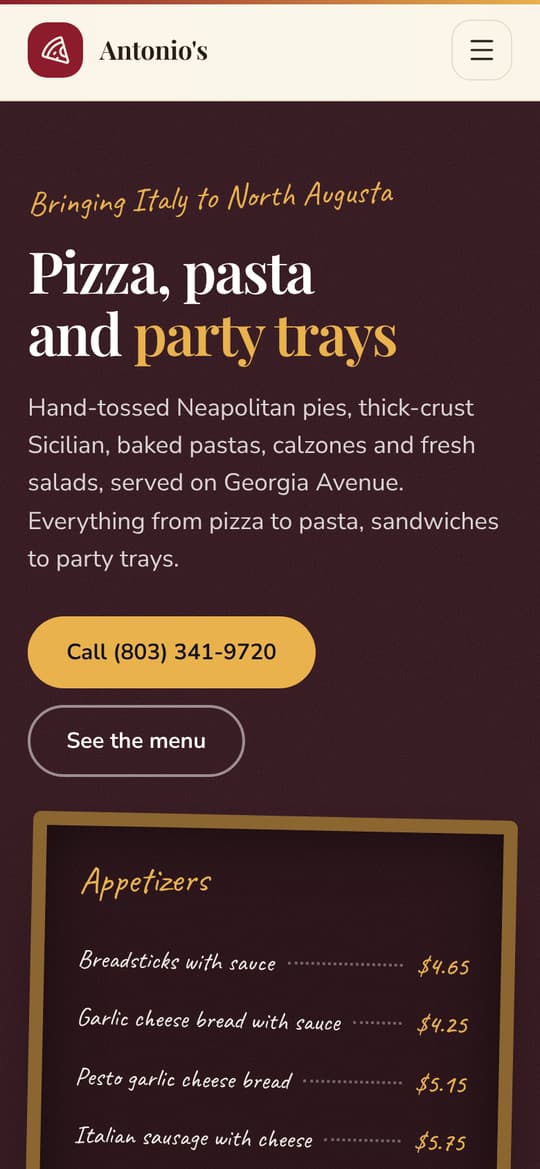 Antonio's
Bringing Italy to North Augusta
Pizza, pasta
and party trays
Hand-tossed Neapolitan pies, thick-crust
Sicilian, baked pastas, calzones and fresh
salads, served on Georgia Avenue.
Everything from pizza to pasta, sandwiches
to party trays.
Call (803) 341-9720
See the menu
Appetizers
Breadsticks with sauce $4.65
Garlic cheese bread with sauce $4.25
Pesto garlic cheese bread $5.15
Italian sausage with cheese $5.75